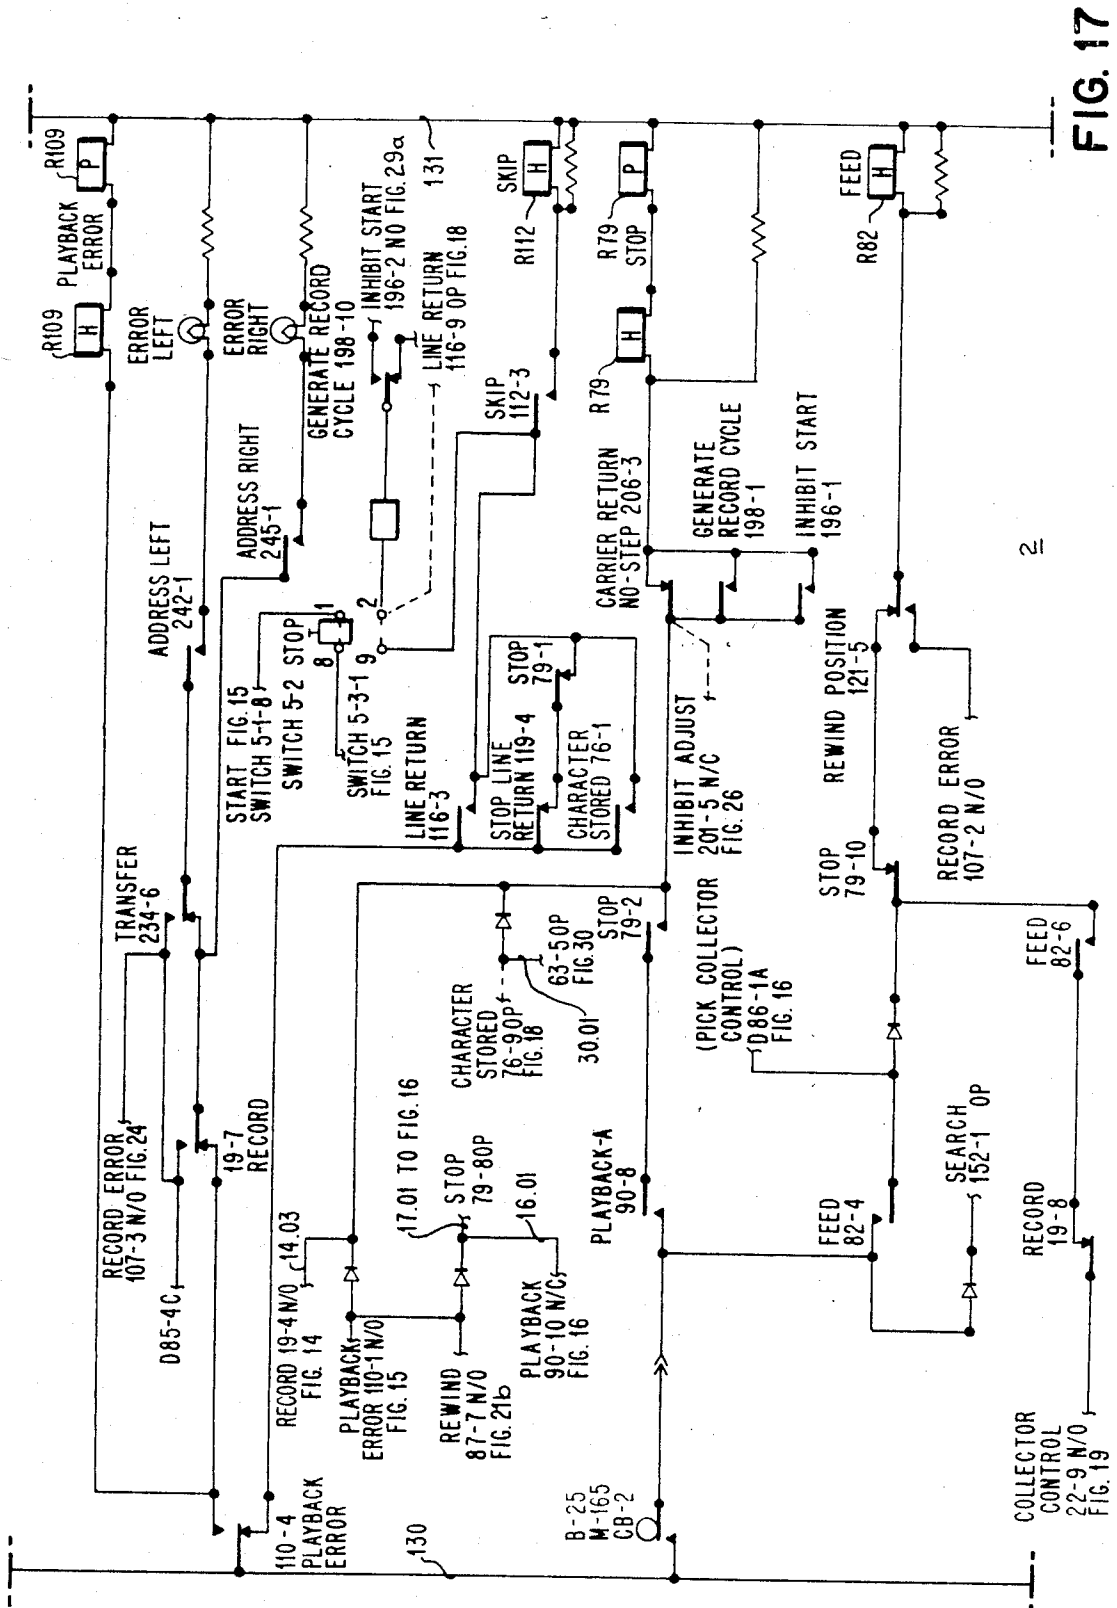 R109
P
PLAYBACK
ERROR
R109
H
ERROR
LEFT
ERROR
RIGHT
GENERATE RECORD
CYCLE 198-10
INHIBIT START
196-2 NO FIG.29a
LINE RETURN
116-9 OP FIG.18
131
ADDRESS LEFT
242-1
ADDRESS RIGHT
245-1
TRANSFER
234-6
RECORD ERROR
107-3 N/O FIG.24
D85-4C
19-7
RECORD
110-4
PLAYBACK
ERROR
START FIG.15
SWITCH 5-1-8
SWITCH 5-2 STOP
1
8
2
9
SWITCH 5-3-1
FIG.15
SKIP
H
R112
SKIP
112-3
LINE RETURN
116-3
STOP LINE
RETURN 119-4
STOP
79-1
CHARACTER
STORED 76-1
RECORD 19-4 N/O
FIG. 14
14.03
PLAYBACK
ERROR 110-1 N/O
FIG.15
REWIND
87-7 N/O
FIG.21b
17.01 TO FIG.16
STOP
79-8OP
16.01
PLAYBACK
90-10 N/C
FIG.16
CHARACTER
STORED
76-9OP
FIG.18
30.01
63-5OP
FIG.30
R79
STOP
P
H
R79
CARRIER RETURN
NO-STEP 206-3
GENERATE
RECORD CYCLE
198-1
INHIBIT START
196-1
INHIBIT ADJUST
201-5 N/C
FIG.26
STOP
79-2
PLAYBACK-A
90-8
130
B-25
M-165
CB-2
(PICK COLLECTOR
CONTROL)
D86-1A
FIG.16
FEED
H
R82
REWIND POSITION
121-5
RECORD ERROR
107-2 N/O
STOP
79-10
FEED
82-4
SEARCH
152-1 OP
FEED
82-6
RECORD
19-8
COLLECTOR
CONTROL
22-9 N/O
FIG.19
2
FIG. 17